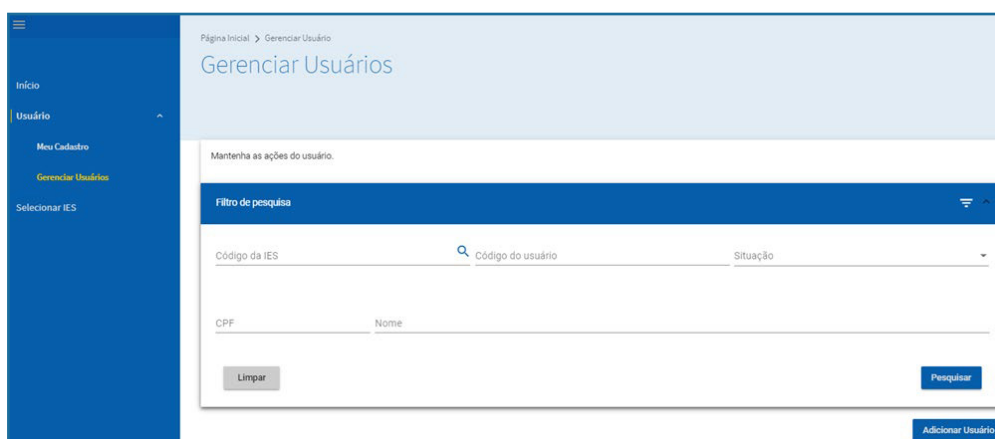 Página Inicial > Gerenciar Usuário
Gerenciar Usuários
Início
Usuário
Meu Cadastro
Gerenciar Usuários
Selecionar IES
Mantenha as ações do usuário.
Filtro de pesquisa
Código da IES
Código do usuário
Situação
CPF
Nome
Limpar
Pesquisar
Adicionar Usuário